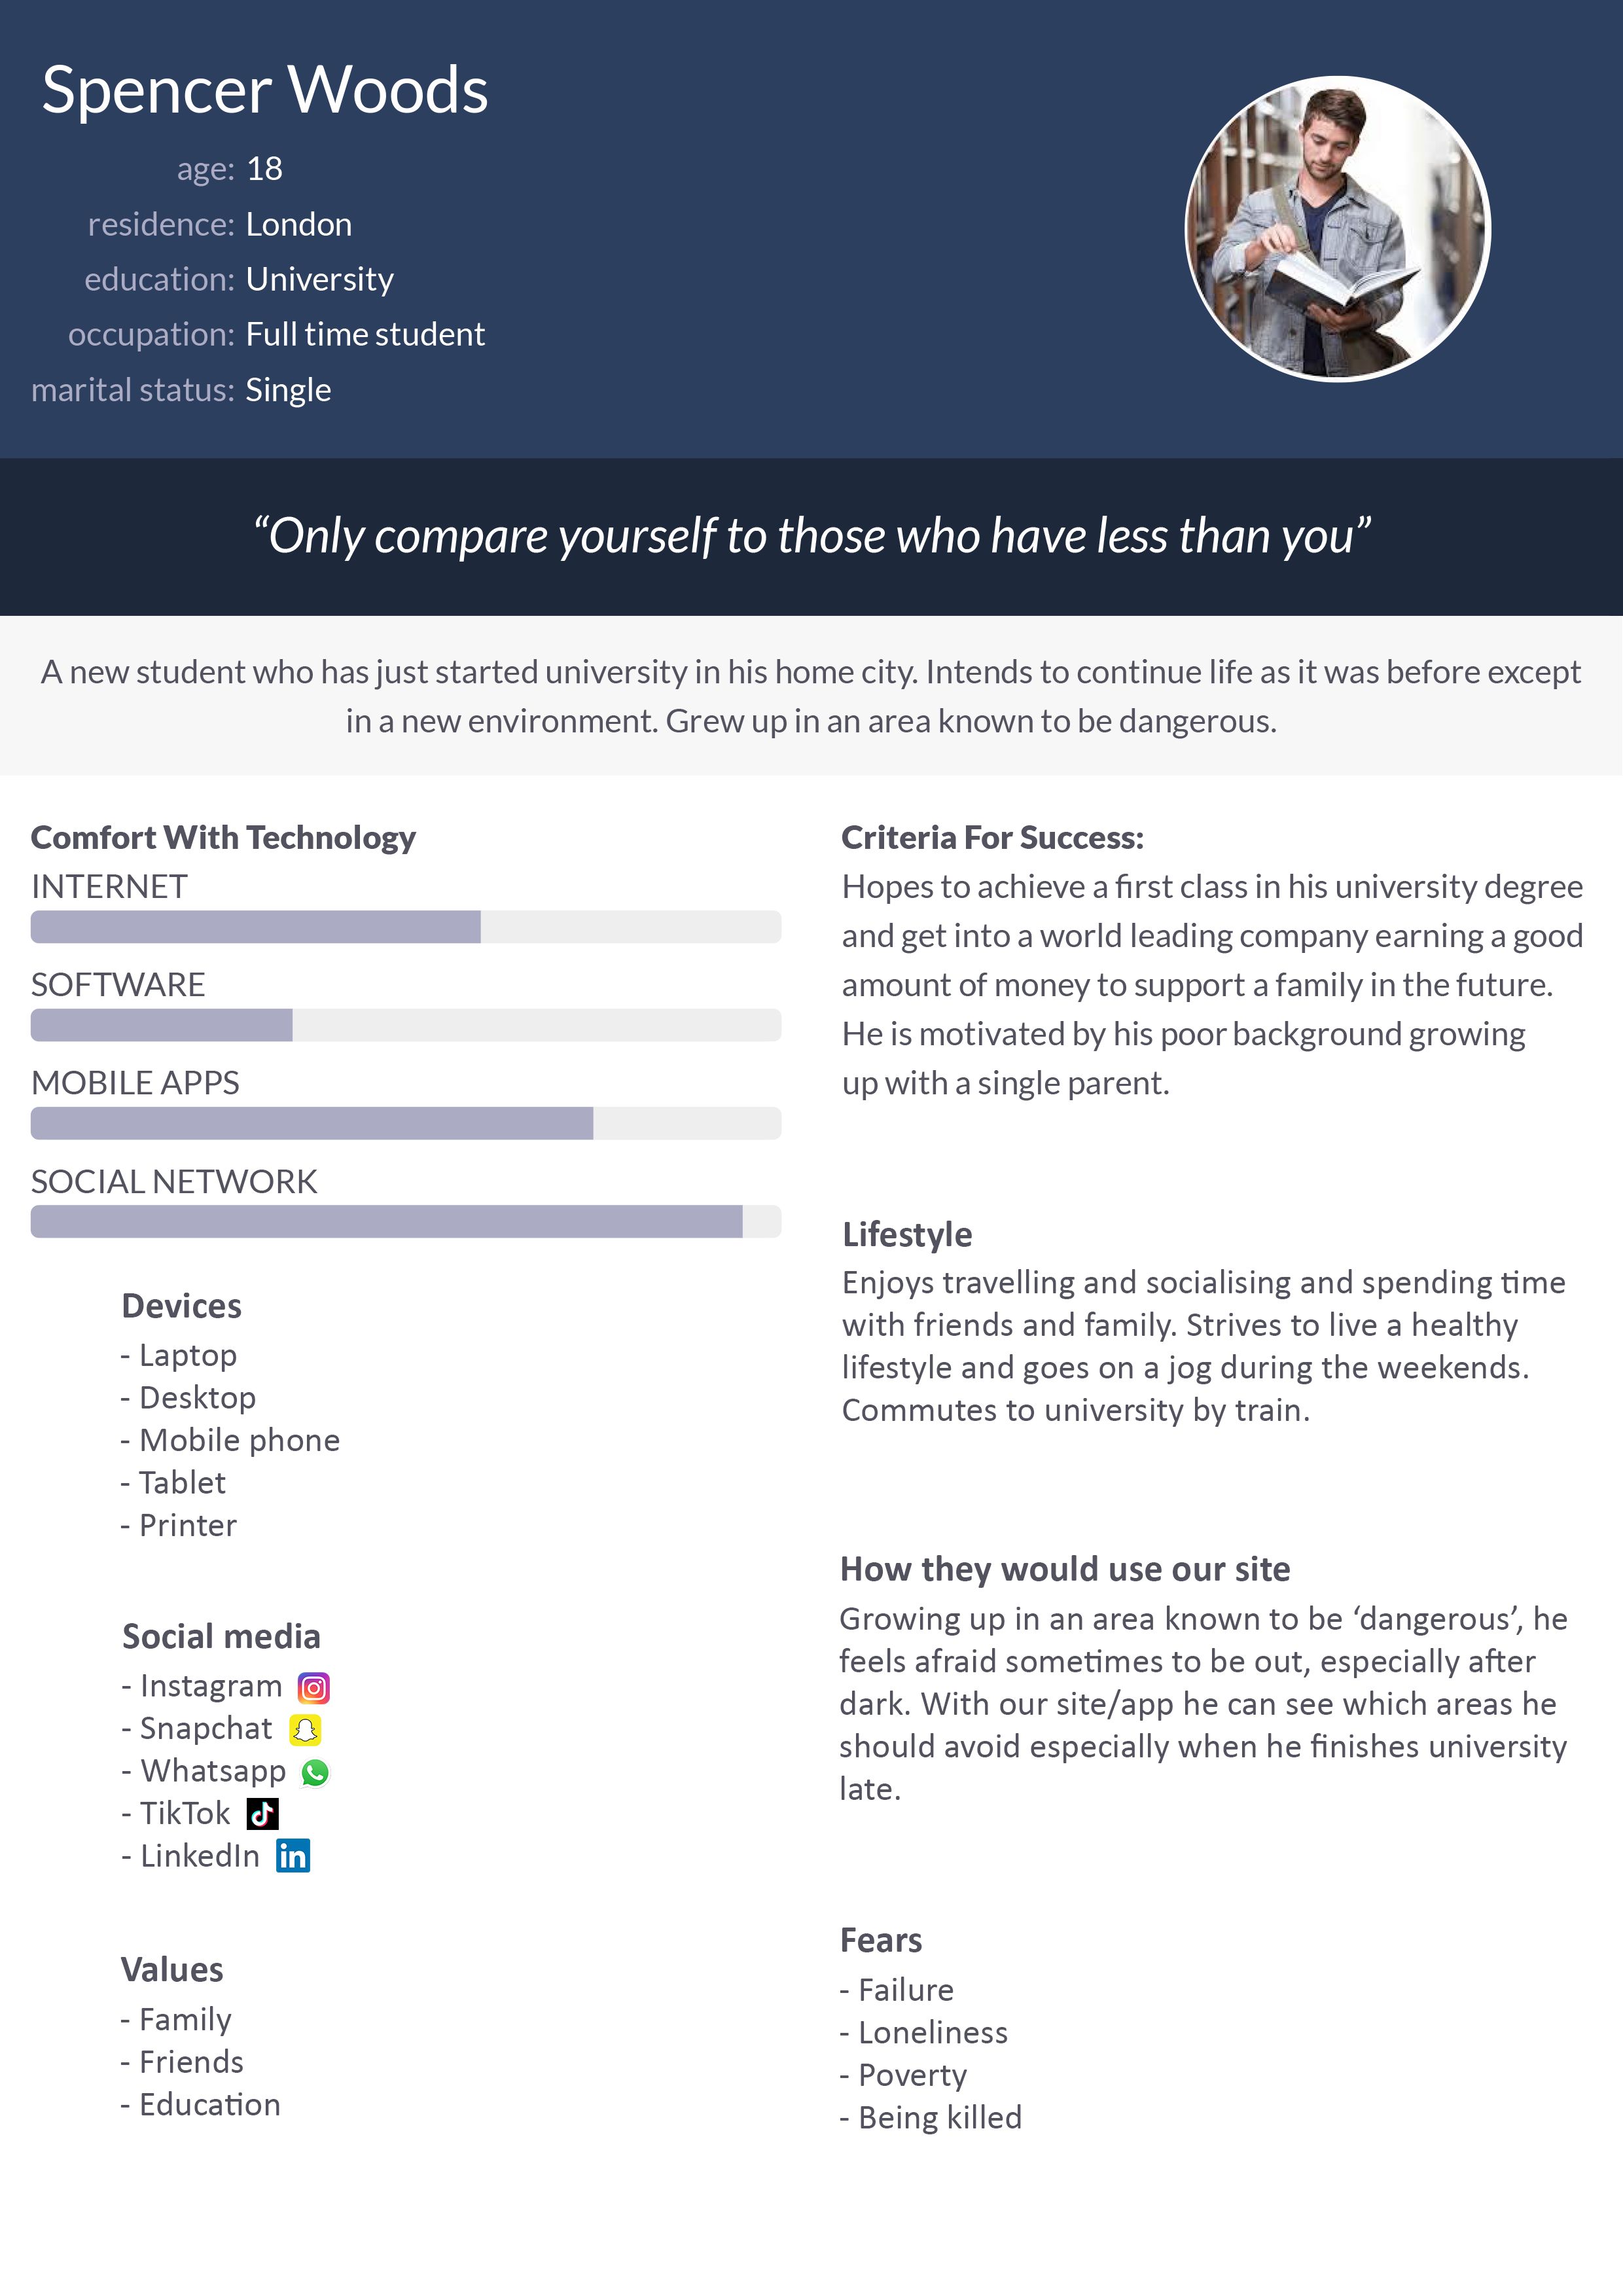 Spencer Woods
age: 18
residence: London
education: University
occupation: Full time student
marital status: Single
“Only compare yourself to those who have less than you”
A new student who has just started university in his home city. Intends to continue life as it was before except
in a new environment. Grew up in an area known to be dangerous.
Comfort With Technology
INTERNET
SOFTWARE
MOBILE APPS
SOCIAL NETWORK
Devices
- Laptop
- Desktop
- Mobile phone
- Tablet
- Printer
Social media
- Instagram
- Snapchat
- Whatsapp
- TikTok
- LinkedIn in
Values
- Family
- Friends
- Education
Criteria For Success:
Hopes to achieve a first class in his university degree
and get into a world leading company earning a good
amount of money to support a family in the future.
He is motivated by his poor background growing
up with a single parent.
Lifestyle
Enjoys travelling and socialising and spending time
with friends and family. Strives to live a healthy
lifestyle and goes on a jog during the weekends.
Commutes to university by train.
How they would use our site
Growing up in an area known to be ‘dangerous’, he
feels afraid sometimes to be out, especially after
dark. With our site/app he can see which areas he
should avoid especially when he finishes university
late.
Fears
- Failure
- Loneliness
- Poverty
- Being killed